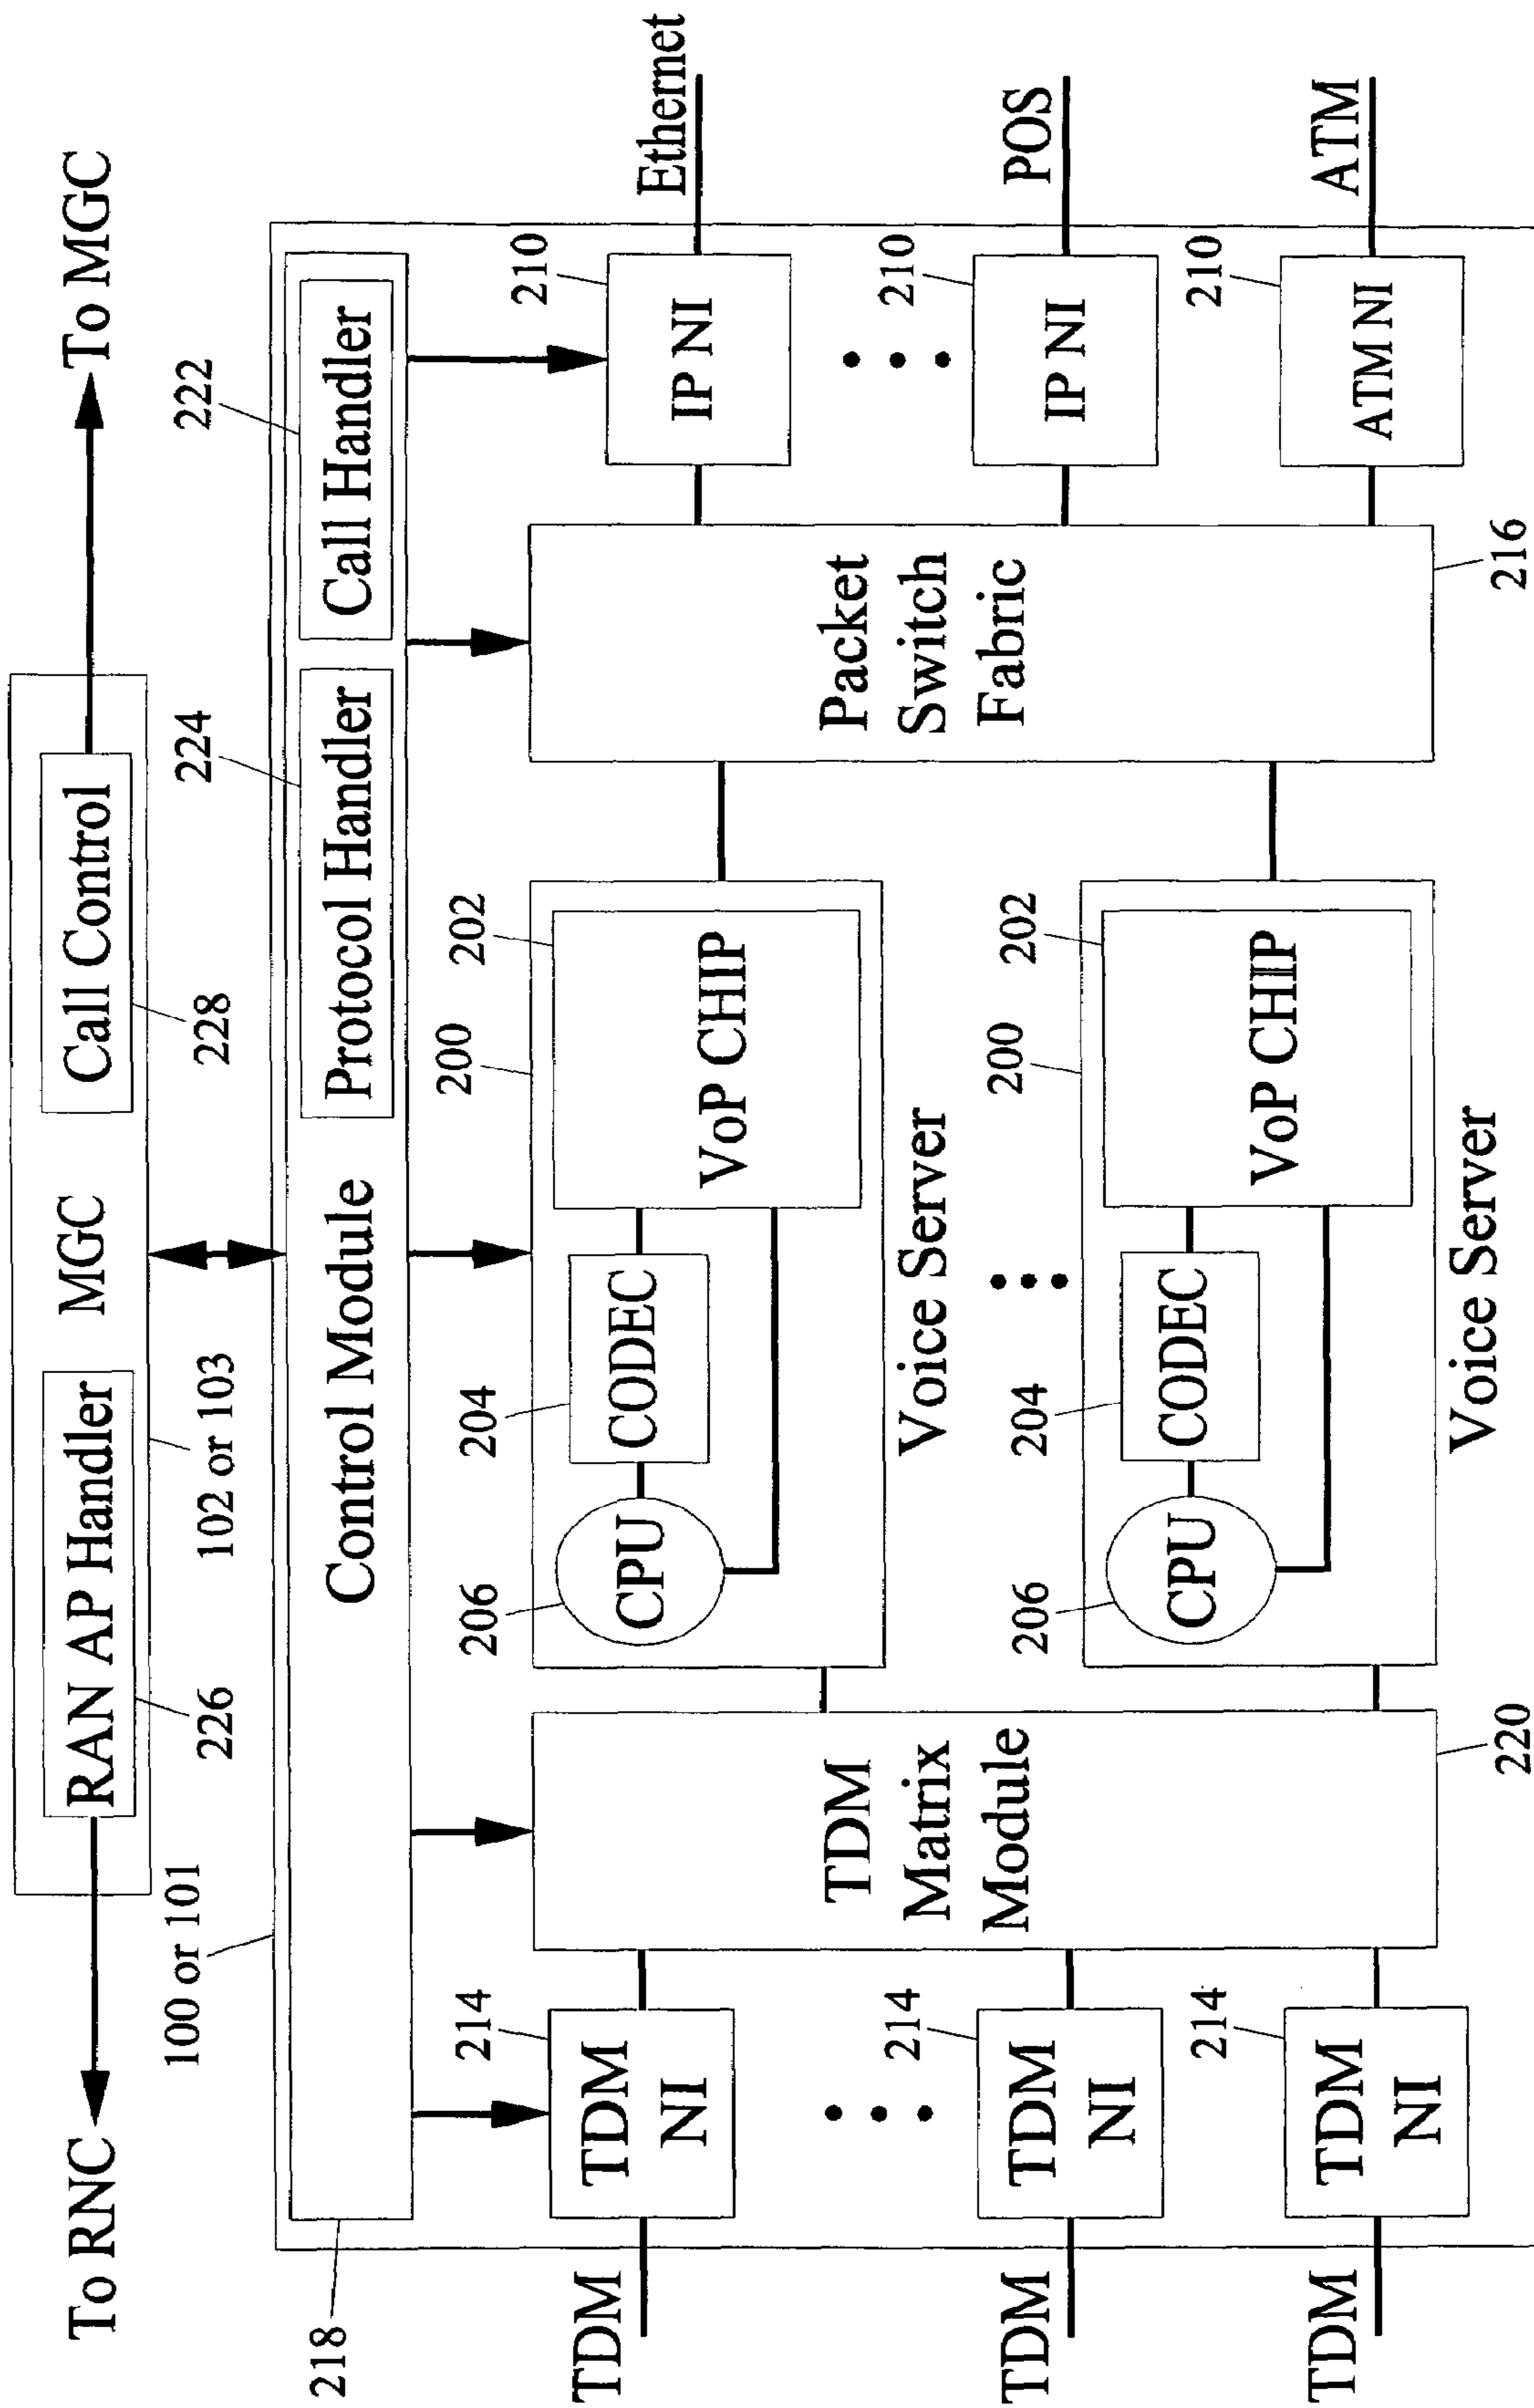 To RNC
RAN AP Handler
MGC
Call Control
To MGC
226
102 or 103
228
100 or 101
218
Control Module
Protocol Handler
Call Handler
224
222
TDM
214
TDM
NI
TDM
214
TDM
NI
TDM
214
TDM
NI
TDM
Matrix
Module
220
206
204
200
202
CPU
CODEC
VoP CHIP
Voice Server
206
204
200
202
CPU
CODEC
VoP CHIP
Voice Server
Packet
Switch
Fabric
216
210
IP NI
Ethernet
210
IP NI
POS
210
ATM NI
ATM